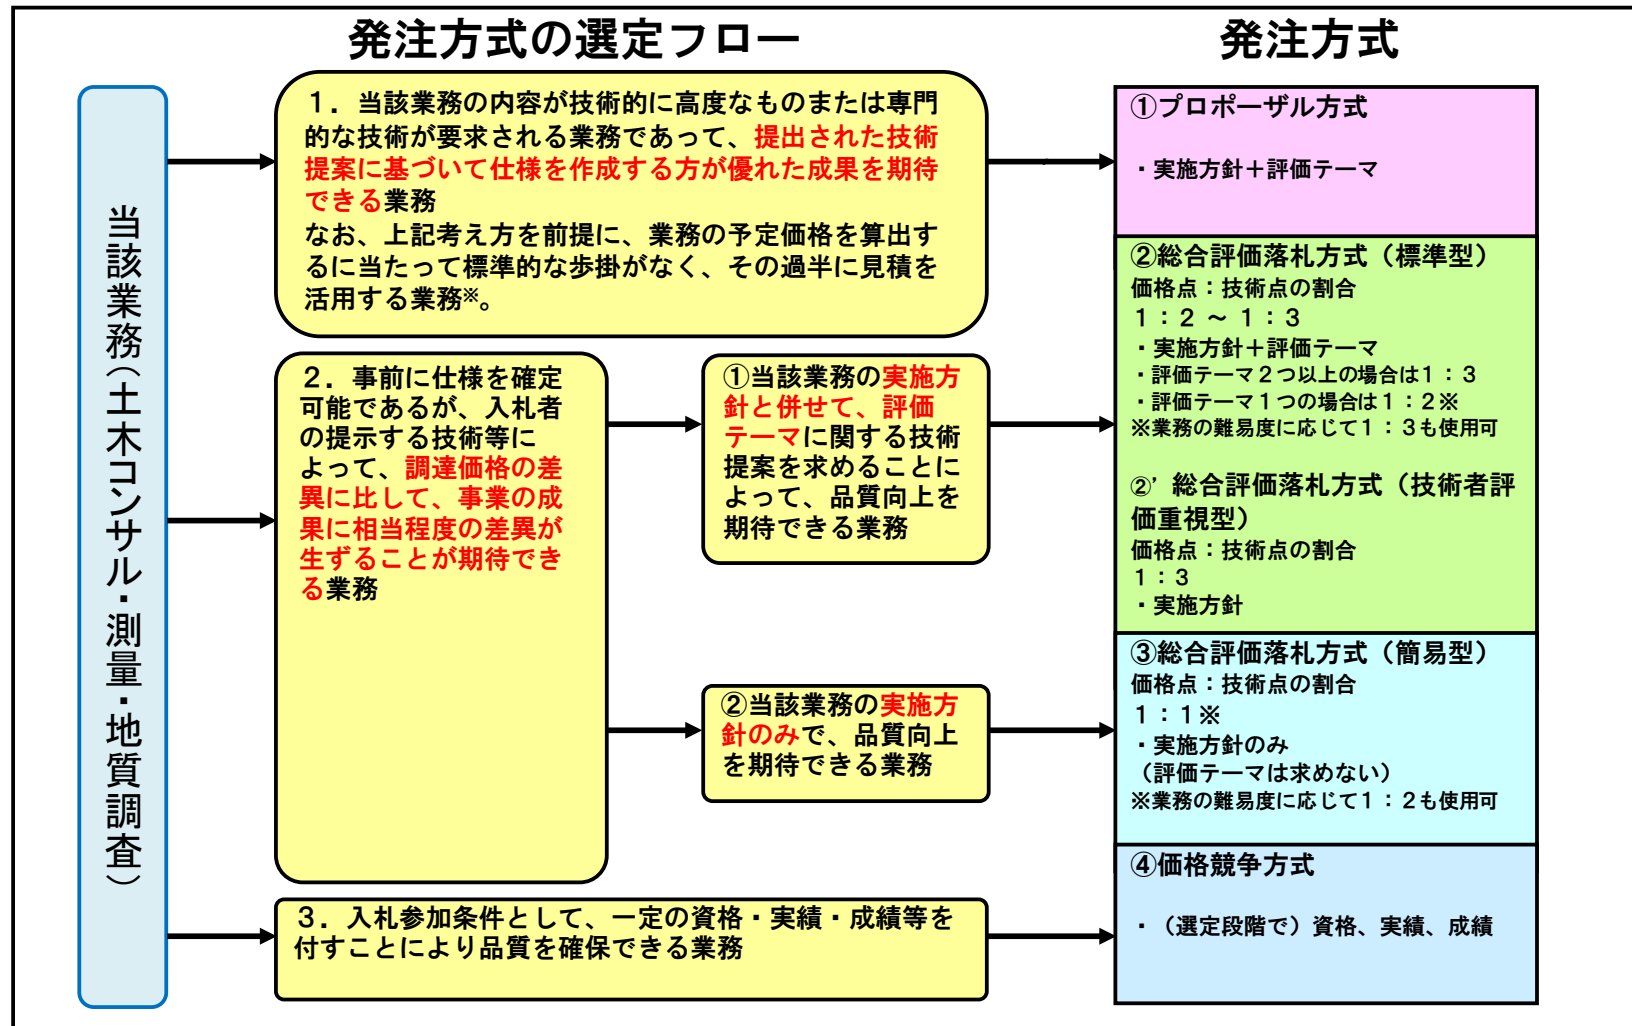 発注方式の選定フロー
発注方式
当該業務（土木コンサル・測量・地質調査）
１．当該業務の内容が技術的に高度なものまたは専門
的な技術が要求される業務であって、提出された技術
提案に基づいて仕様を作成する方が優れた成果を期待
できる業務
なお、上記考え方を前提に、業務の予定価格を算出す
るに当たって標準的な歩掛がなく、その過半に見積を
活用する業務※。
２．事前に仕様を確定
可能であるが、入札者
の提示する技術等に
よって、調達価格の差
異に比して、事業の成
果に相当程度の差異が
生ずることが期待でき
る業務
①当該業務の実施方
針と併せて、評価
テーマに関する技術
提案を求めることに
よって、品質向上を
期待できる業務
②当該業務の実施方
針のみで、品質向上
を期待できる業務
３．入札参加条件として、一定の資格・実績・成績等を
付すことにより品質を確保できる業務
①プロポーザル方式
・実施方針＋評価テーマ
②総合評価落札方式（標準型）
価格点：技術点の割合
１：２ ～ １：３
・実施方針＋評価テーマ
・評価テーマ２つ以上の場合は１：３
・評価テーマ１つの場合は１：２※
※業務の難易度に応じて１：３も使用可
②’総合評価落札方式（技術者評
価重視型）
価格点：技術点の割合
１：３
・実施方針
③総合評価落札方式（簡易型）
価格点：技術点の割合
１：１※
・実施方針のみ
（評価テーマは求めない）
※業務の難易度に応じて１：２も使用可
④価格競争方式
・（選定段階で）資格、実績、成績